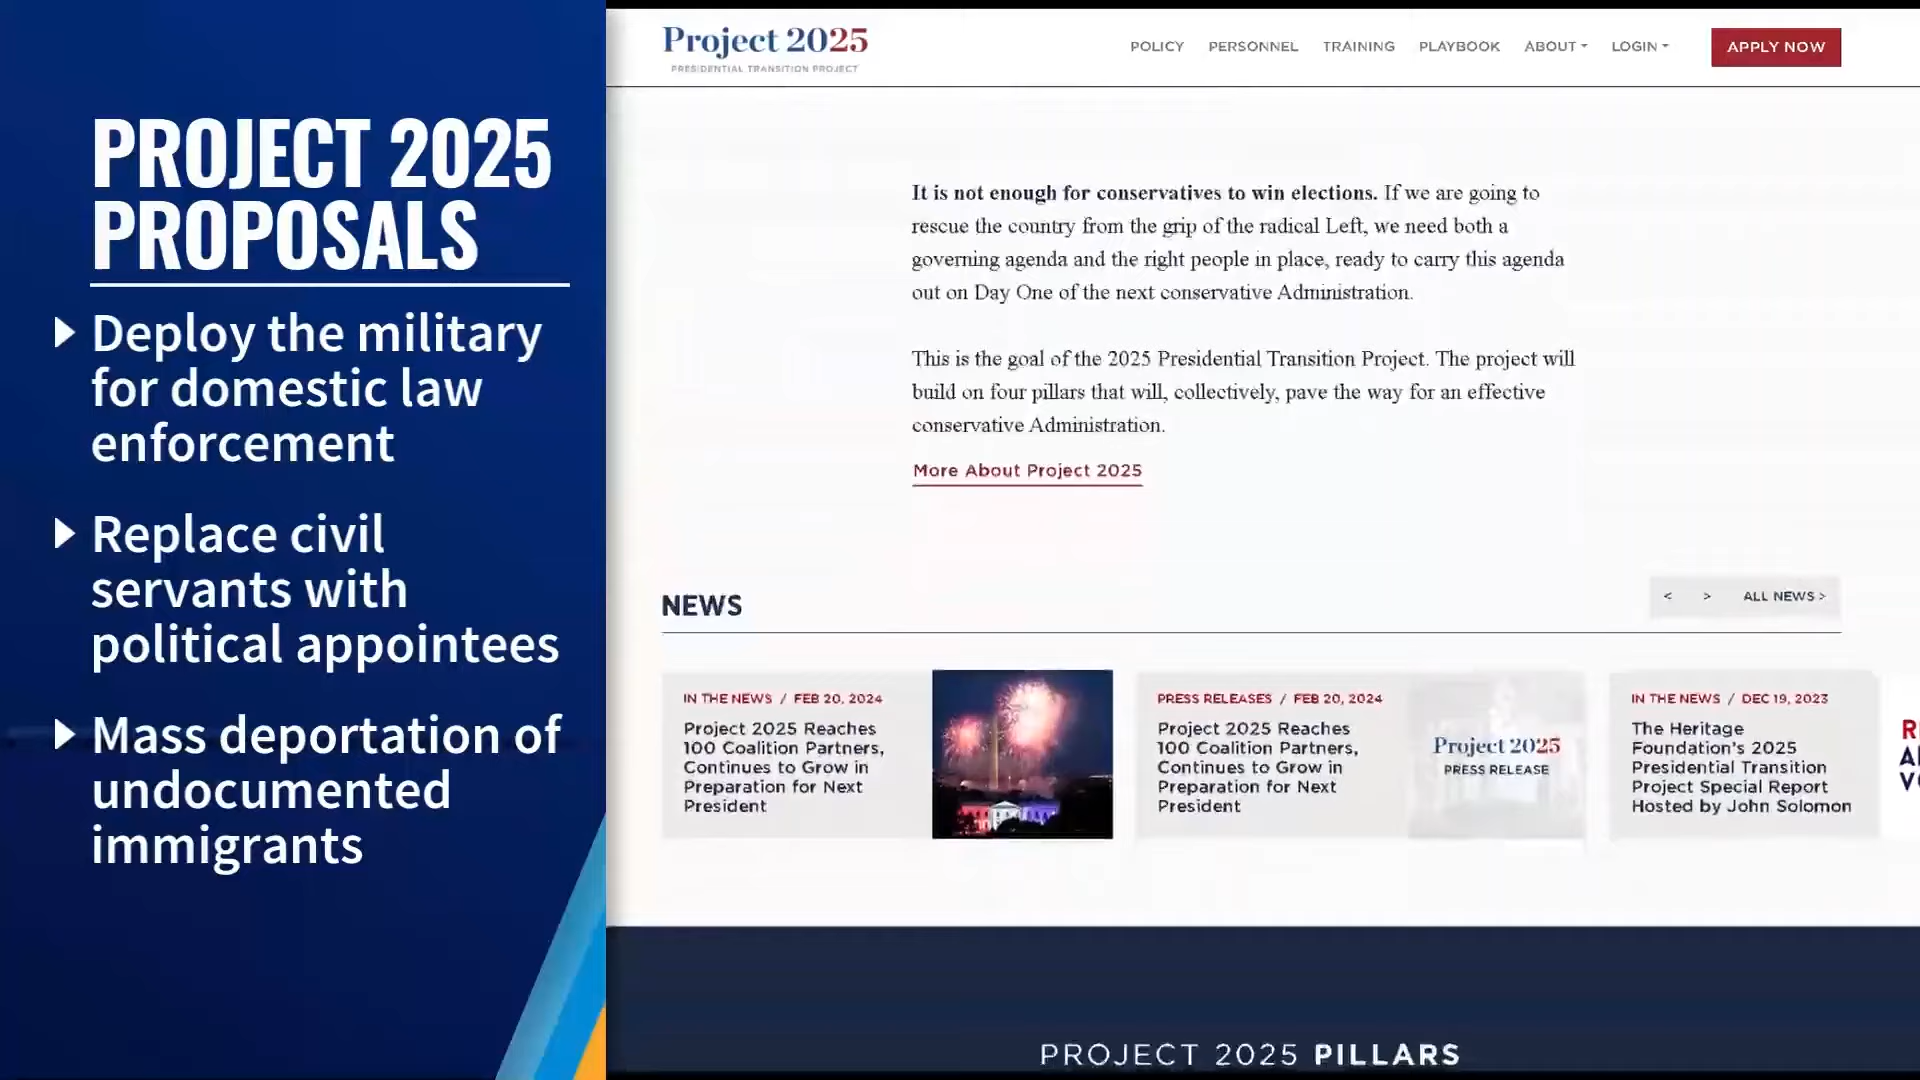 PROJECT 2025
PROPOSALS
Deploy the military
for domestic law
enforcement
Replace civil
servants with
political appointees
Mass deportation of
undocumented
immigrants
Project 2025
PRESIDENTIAL TRANSITION PROJECT
POLICY PERSONNEL TRAINING PLAYBOOK ABOUT LOGIN APPLY NOW
It is not enough for conservatives to win elections. If we are going to
rescue the country from the grip of the radical Left, we need both a
governing agenda and the right people in place, ready to carry this agenda
out on Day One of the next conservative Administration.
This is the goal of the 2025 Presidential Transition Project. The project will
build on four pillars that will, collectively, pave the way for an effective
conservative Administration.
More About Project 2025
NEWS
< > ALL NEWS >
IN THE NEWS / FEB 20, 2024
Project 2025 Reaches
100 Coalition Partners,
Continues to Grow in
Preparation for Next
President
PRESS RELEASES / FEB 20, 2024
Project 2025 Reaches
100 Coalition Partners,
Continues to Grow in
Preparation for Next
President
Project 2025
PRESS RELEASE
IN THE NEWS / DEC 19, 2023
The Heritage
Foundation's 2025
Presidential Transition
Project Special Report
Hosted by John Solomon
PROJECT 2025 PILLARS